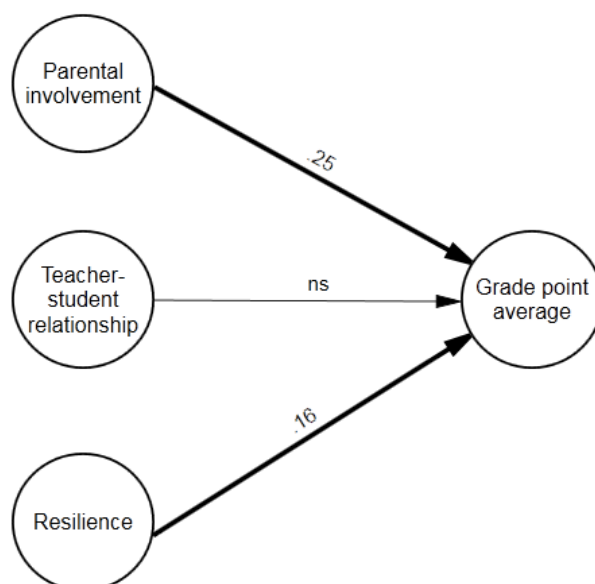 Parental
involvement
.25
Teacher-
student
relationship
ns
Grade point
average
.16
Resilience